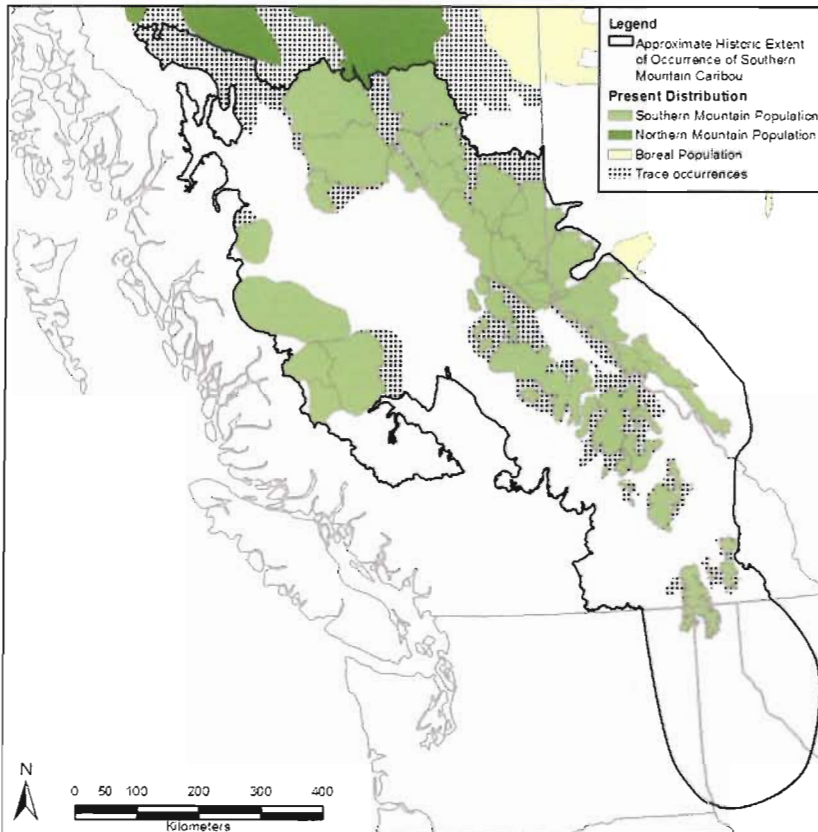 Legend
Approximate Historic Extent
of Occurrence of Southern
Mountain Caribou
Present Distribution
Southern Mountain Population
Northern Mountain Population
Boreal Population
Trace occurrences
N
0 50 100 200 300 400
Kilometers